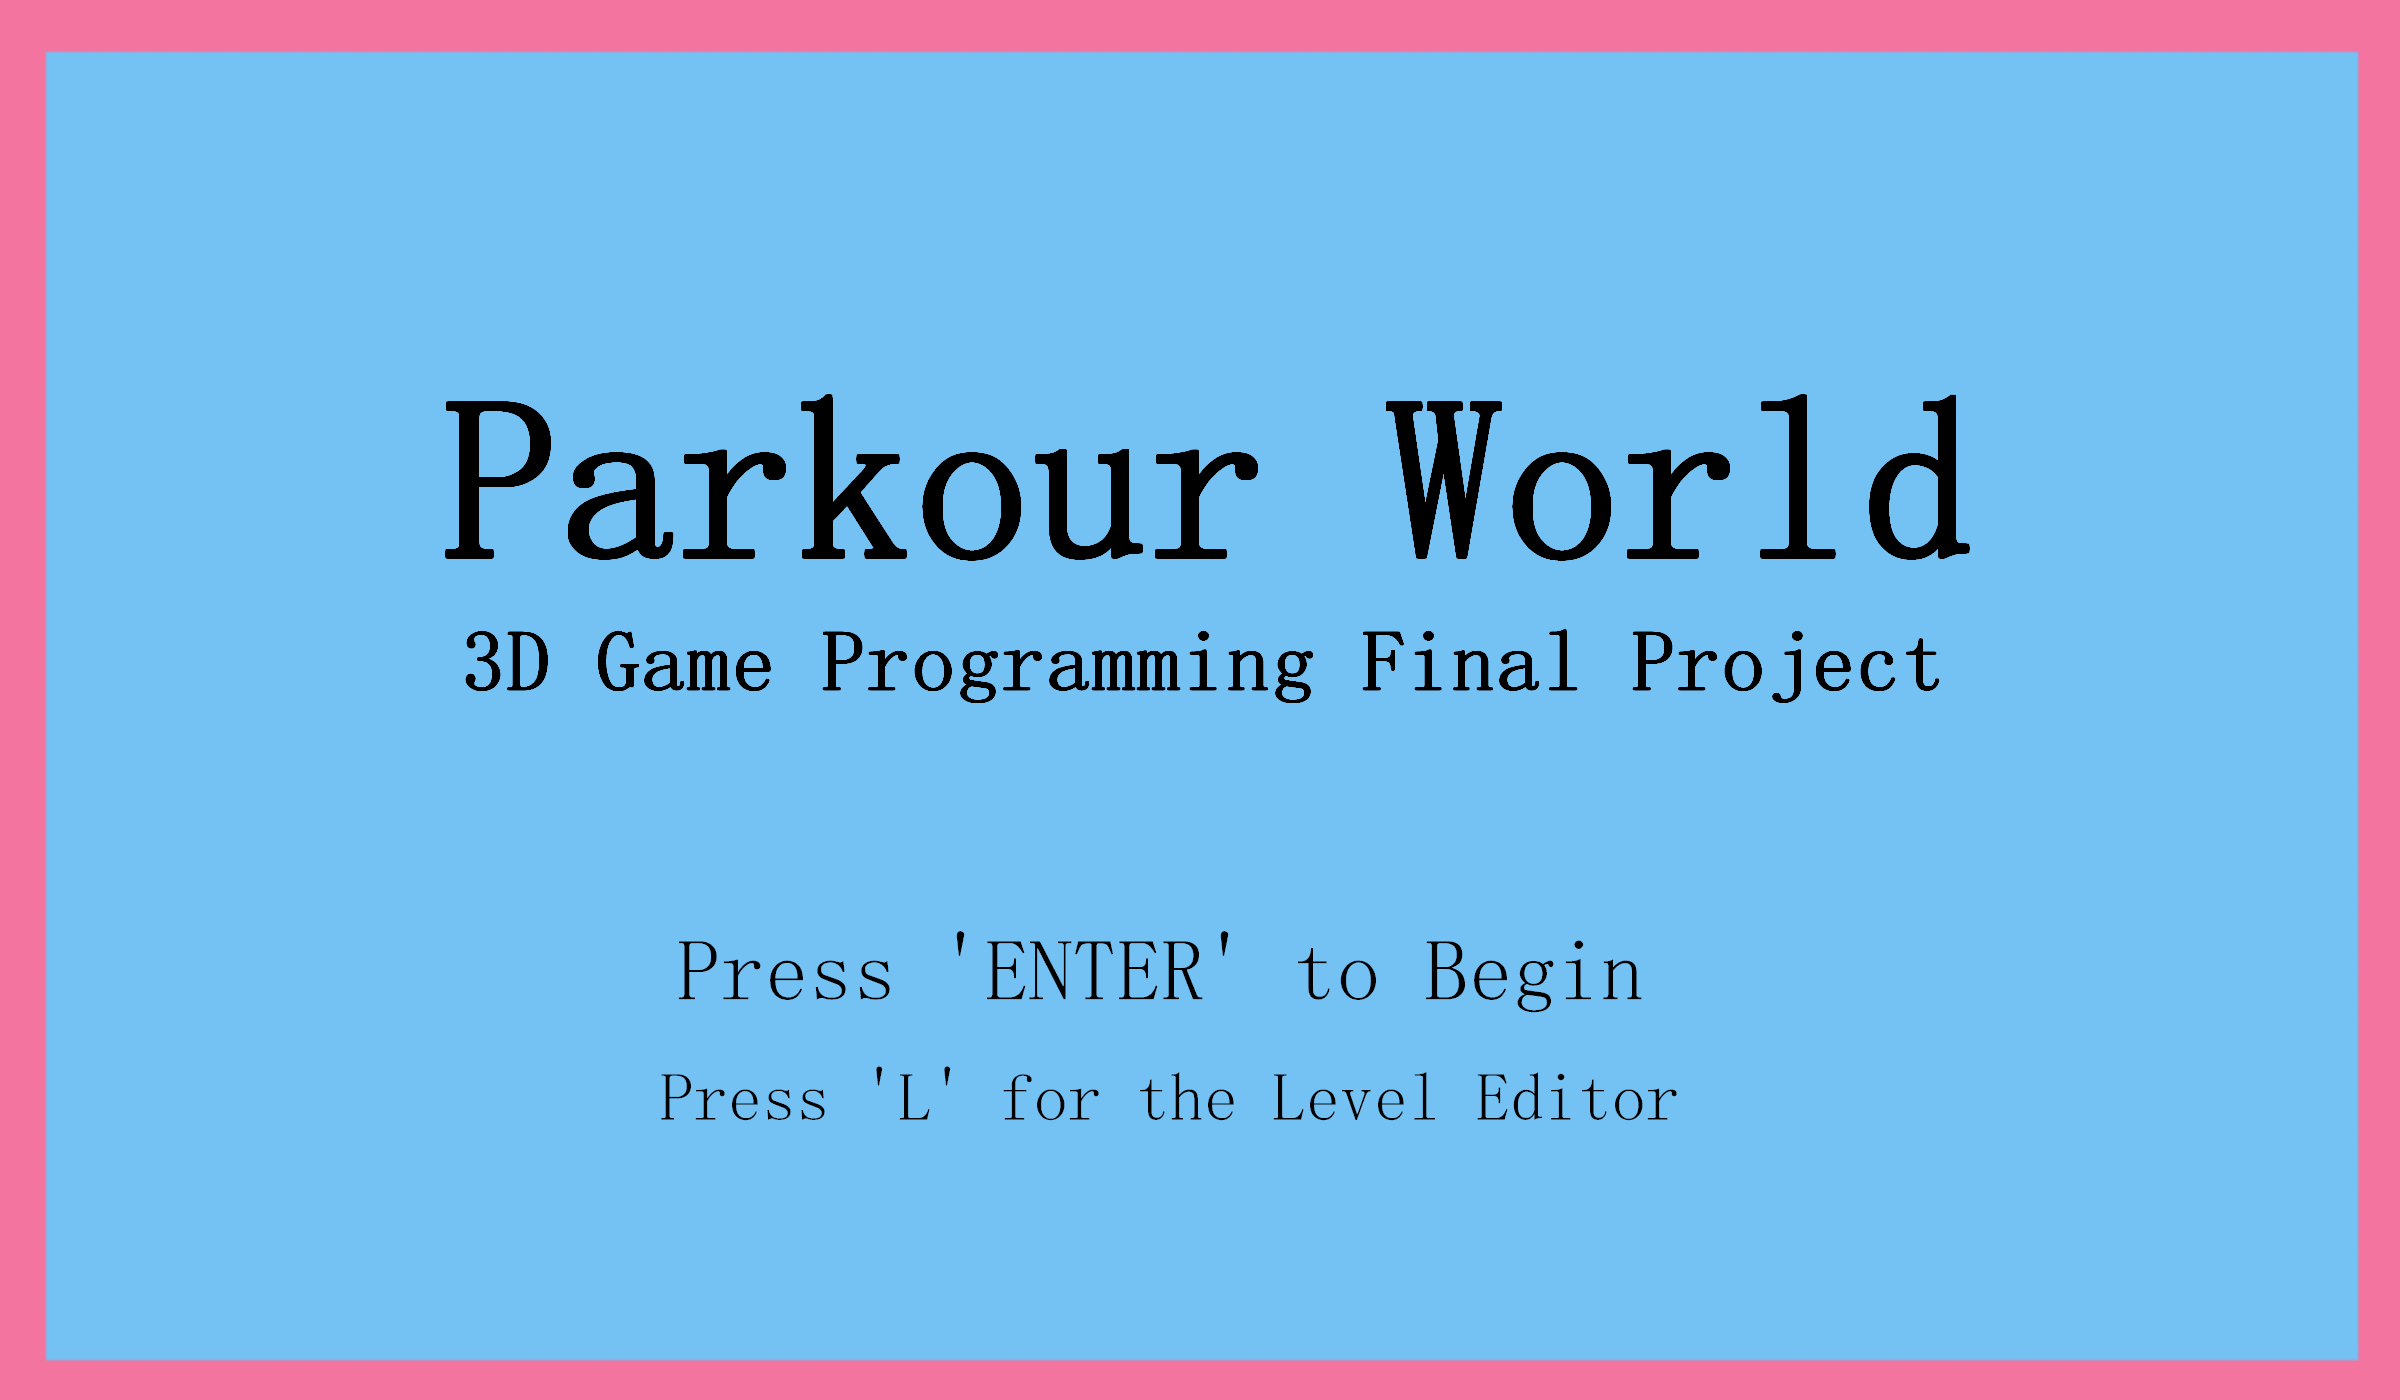 Parkour World
3D Game Programming Final Project
Press 'ENTER' to Begin
Press 'L' for the Level Editor